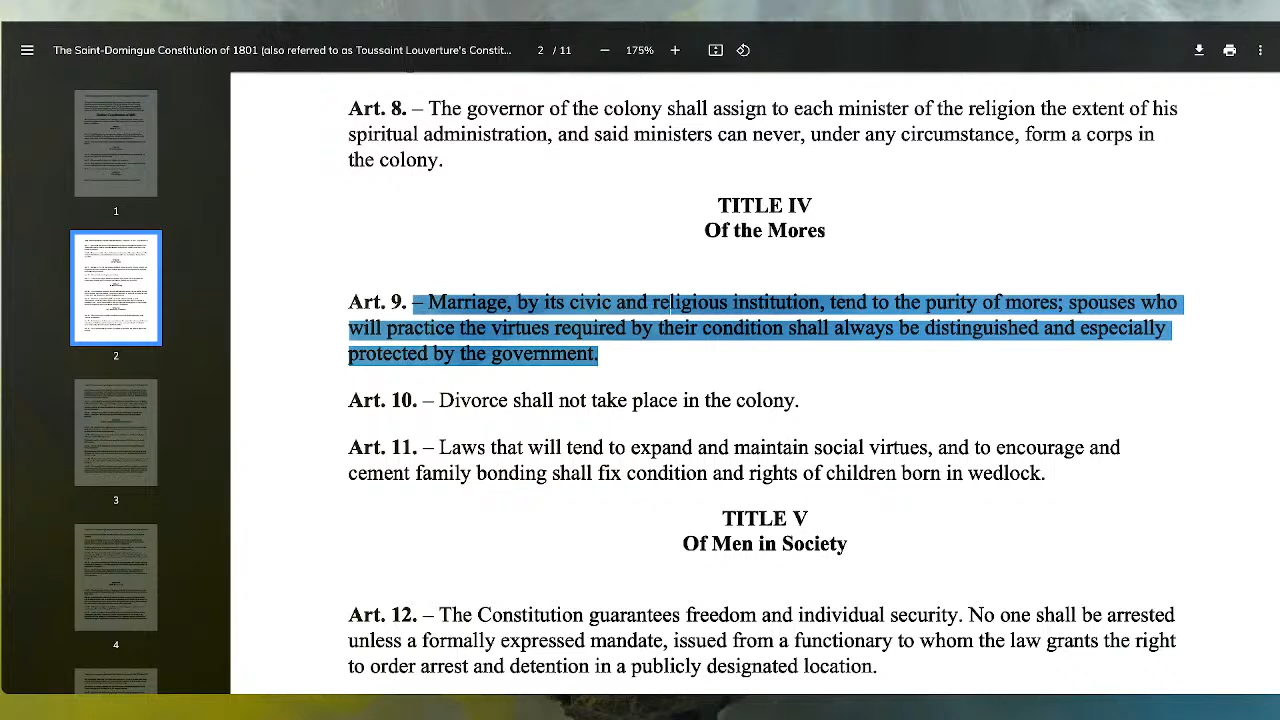 The Saint-Domingue Constitution of 1801 (also referred to as Toussaint Louverture's Constit...
2 / 11
175%
Art. 8. – The governor of the colony shall assign to each minister of the religion the extent of his
spiritual administration and said ministers can never, under any circumstance, form a corps in
the colony.
TITLE IV
Of the Mores
Art. 9. – Marriage, by its civic and religious institutin, tend to the purity of mores; spouses who
will practice the virtues required by their condition shall always be distinguished and especially
protected by the government.
Art. 10. – Divorce shall not take place in the colony.
Art. 11. – Laws that will tend to expand and maintain social virtues, and to encourage and
cement family bonding shall fix condition and rights of children born in wedlock.
TITLE V
Of Men in Society
Art. 12. – The Constitution guarantees freedom and individual security. No one shall be arrested
unless a formally expressed mandate, issued from a functionary to whom the law grants the right
to order arrest and detention in a publicly designated location.
1
2
3
4